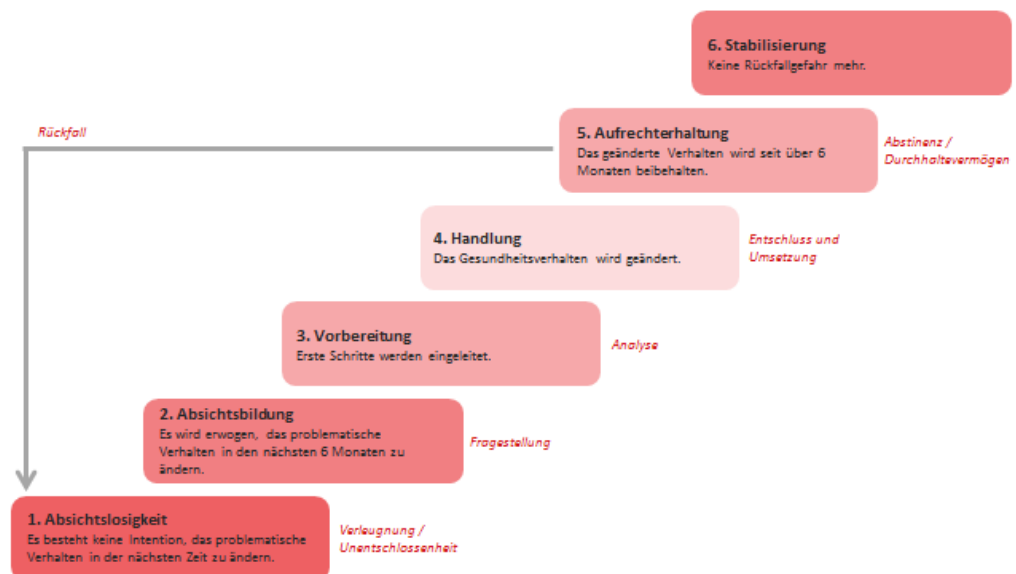 6. Stabilisierung
Keine Rückfallgefahr mehr.
Rückfall
5. Aufrechterhaltung
Das geänderte Verhalten wird seit über 6
Monaten beibehalten.
Abstinenz /
Durchhaltevermögen
4. Handlung
Das Gesundheitsverhalten wird geändert.
Entschluss und
Umsetzung
3. Vorbereitung
Erste Schritte werden eingeleitet.
Analyse
2. Absichtsbildung
Es wird erwogen, das problematische
Verhalten in den nächsten 6 Monaten zu
ändern.
Fragestellung
1. Absichtslosigkeit
Es besteht keine Intention, das problematische
Verhalten in der nächsten Zeit zu ändern.
Verleugnung /
Unentschlossenheit